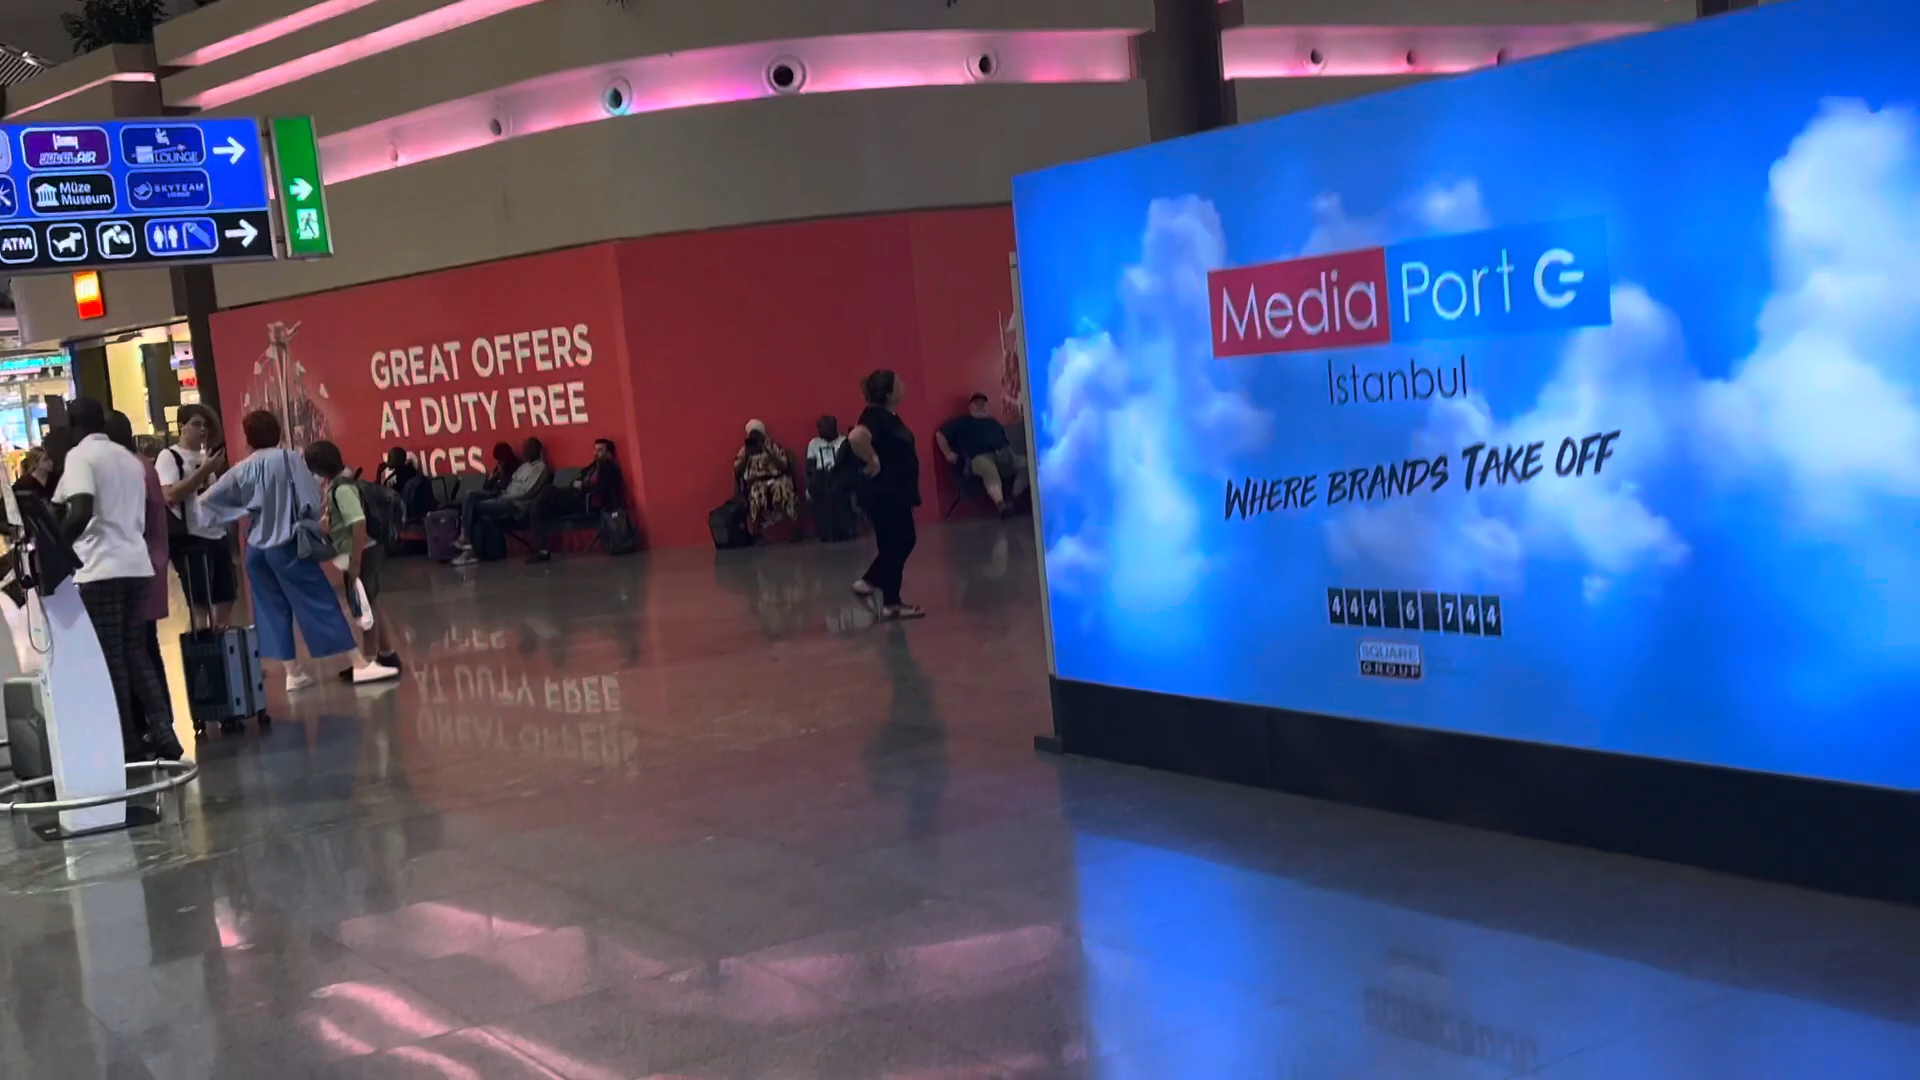 LOUNGE
Müze
Museum
SKYTEAM
LOUNGE
ATM
GREAT OFFERS
AT DUTY FREE
Media Port
Istanbul
WHERE BRANDS TAKE OFF
444 6 744
SQUARE
GROUP